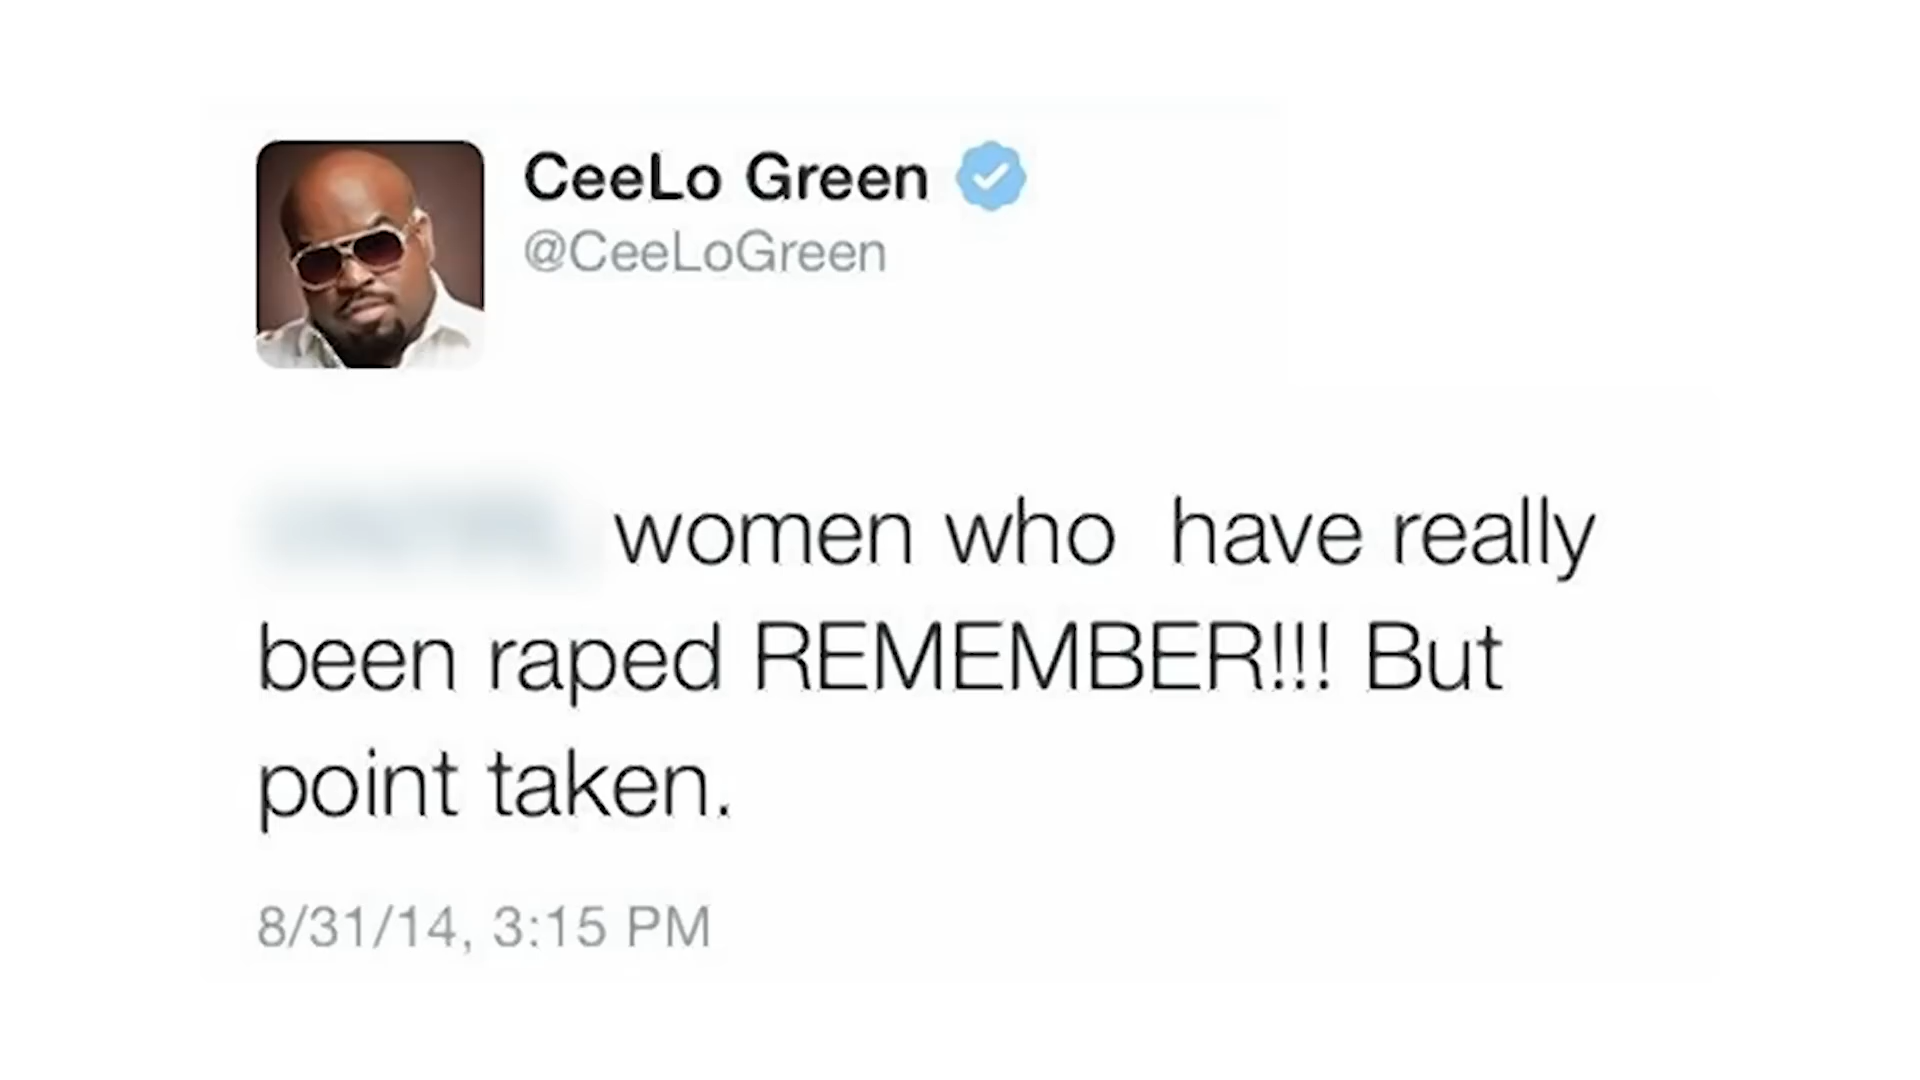 CeeLo Green
@CeeLoGreen
women who have really
been raped REMEMBER!!! But
point taken.
8/31/14, 3:15 PM